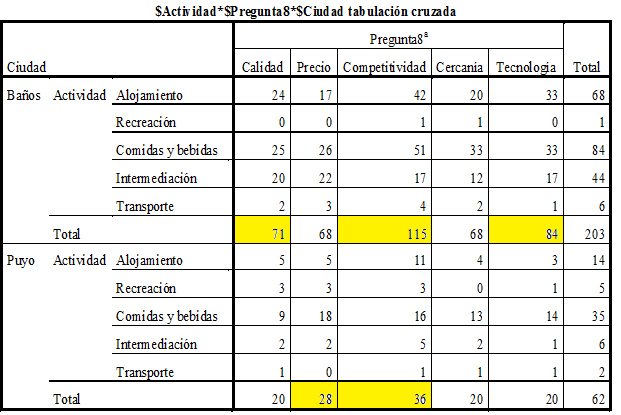 $Actividad*$Pregunta8*$Ciudad tabulación cruzada
Ciudad Pregunta8a Total
Calidad Precio Competitividad Cercanía Tecnología
Baños Actividad Alojamiento 24 17 42 20 33 68
Recreación 0 0 1 1 0 1
Comidas y bebidas 25 26 51 33 33 84
Intermediación 20 22 17 12 17 44
Transporte 2 3 4 2 1 6
Total 71 68 115 68 84 203
Puyo Actividad Alojamiento 5 5 11 4 3 14
Recreación 3 3 3 0 1 5
Comidas y bebidas 9 18 16 13 14 35
Intermediación 2 2 5 2 1 6
Transporte 1 0 1 1 1 2
Total 20 28 36 20 20 62